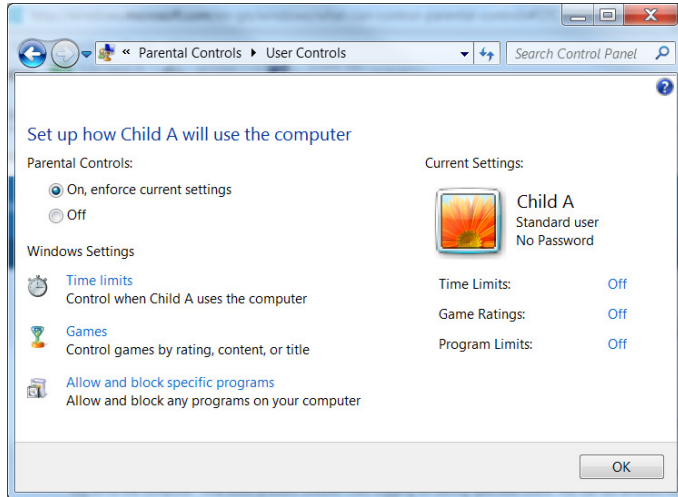 « Parental Controls ▸ User Controls
Search Control Panel
Set up how Child A will use the computer
Parental Controls:
On, enforce current settings
Off
Windows Settings
Time limits
Control when Child A uses the computer
Games
Control games by rating, content, or title
Allow and block specific programs
Allow and block any programs on your computer
Current Settings:
Child A
Standard user
No Password
Time Limits: Off
Game Ratings: Off
Program Limits: Off
OK